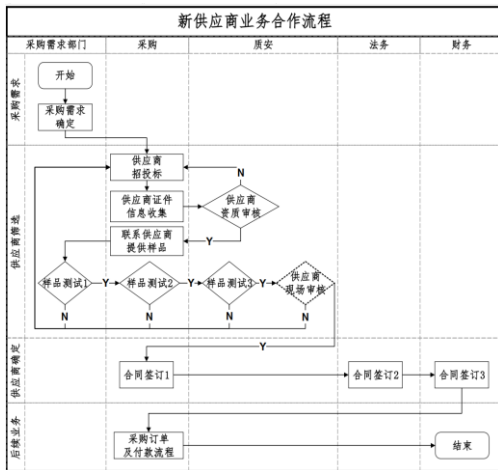 新供应商业务合作流程
采购需求部门 采购 质安 法务 财务
采购需求
开始
采购需求
确定
供应商筛选
供应商
招投标
N
供应商证件
信息收集
供应商
资质审核
联系供应商
提供样品
Y
样品测试1
Y
样品测试2
Y
样品测试3
Y
供应商
现场审核
N
N
N
N
Y
供应商确定
合同签订1
合同签订2
合同签订3
后续业务
采购订单
及付款流程
结束